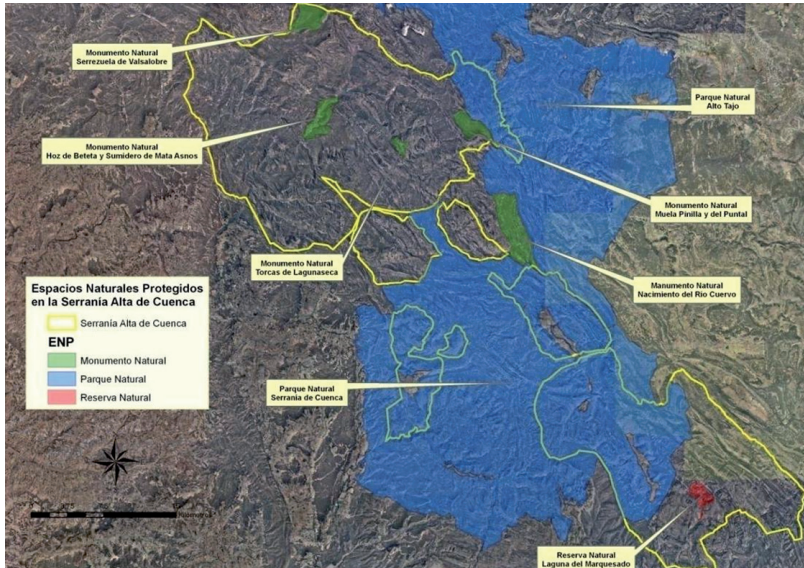 Monumento Natural
Serrezuela de Valsalobre
Parque Natural
Alto Tajo
Monumento Natural
Hoz de Beteta y Sumidero de Mata Asnos
Monumento Natural
Muela Pinilla y del Puntal
Monumento Natural
Torcas de Lagunaseca
Manumento Natural
Nacimiento del Rio Cuervo
Espacios Naturales Protegidos
en la Serranía Alta de Cuenca
Serranía Alta de Cuenca
ENP
Monumento Natural
Parque Natural
Reserva Natural
Parque Natural
Serranía de Cuenca
Reserva Natural
Laguna del Marquesado